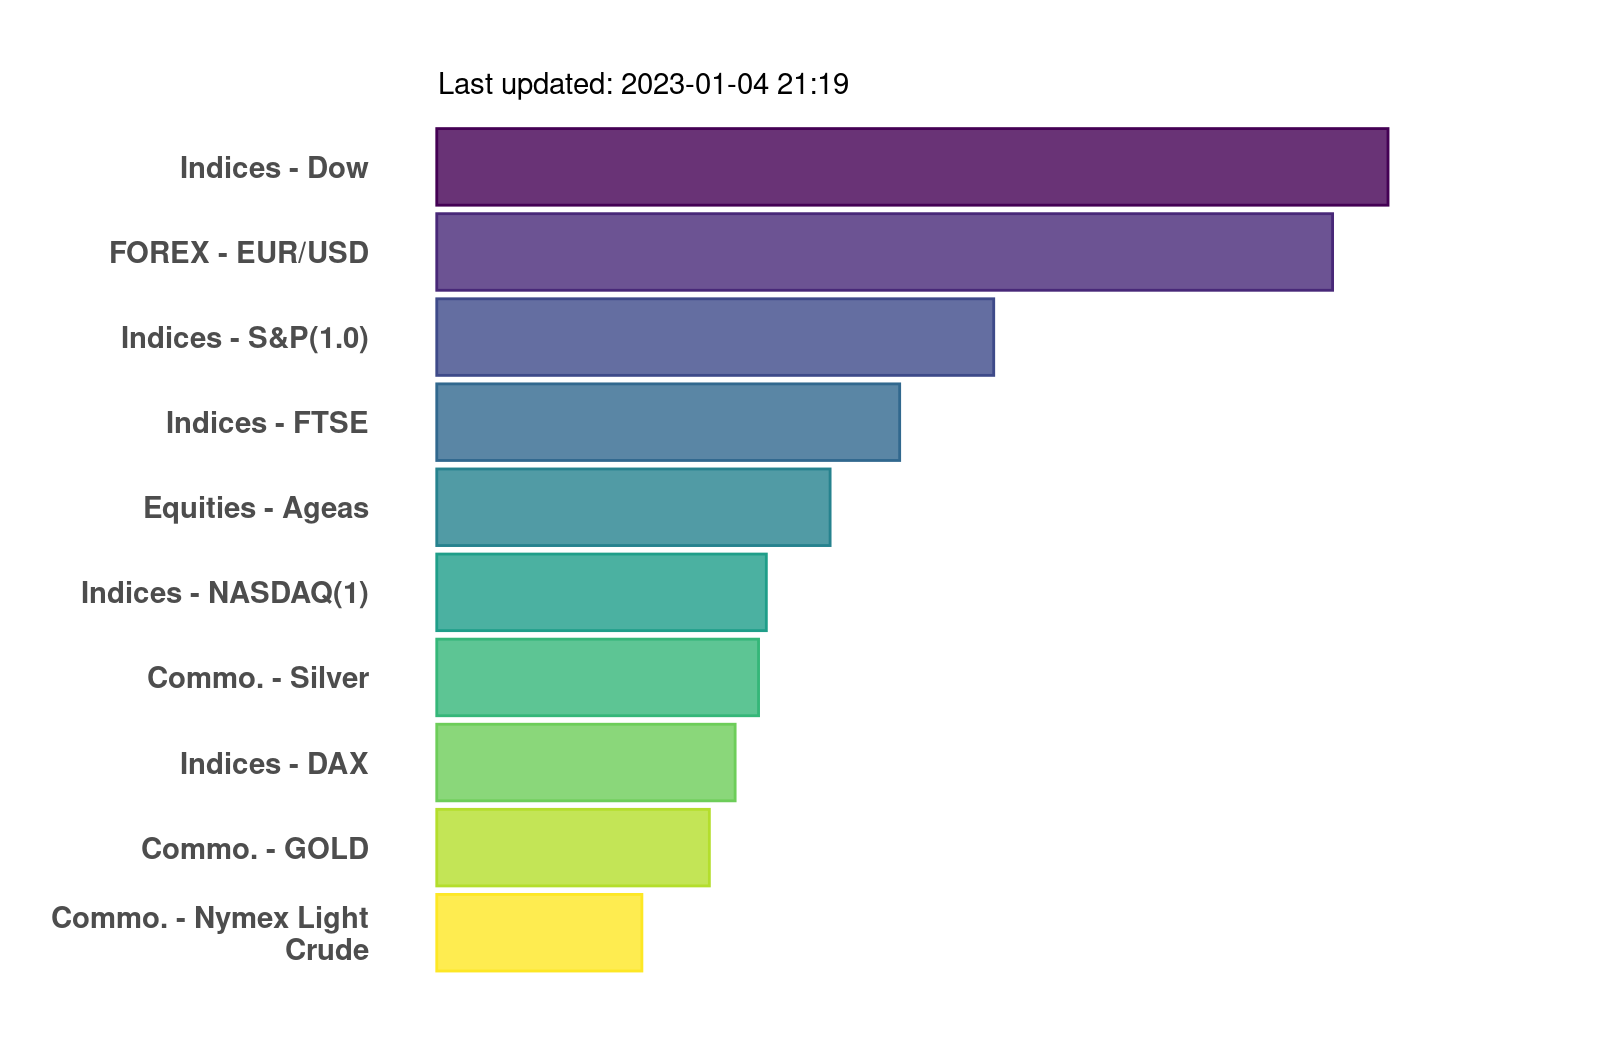 Last updated: 2023-01-04 21:19
Indices - Dow
FOREX - EUR/USD
Indices - S&P(1.0)
Indices - FTSE
Equities - Ageas
Indices - NASDAQ(1)
Commo. - Silver
Indices - DAX
Commo. - GOLD
Commo. - Nymex Light
Crude